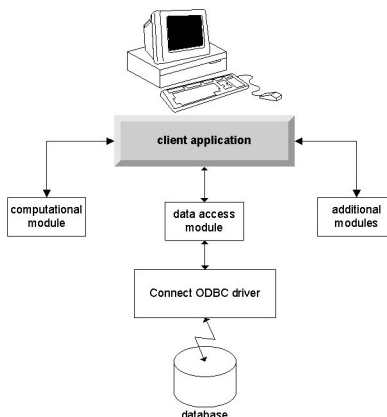 client application
computational
module
data access
module
additional
modules
Connect ODBC driver
database